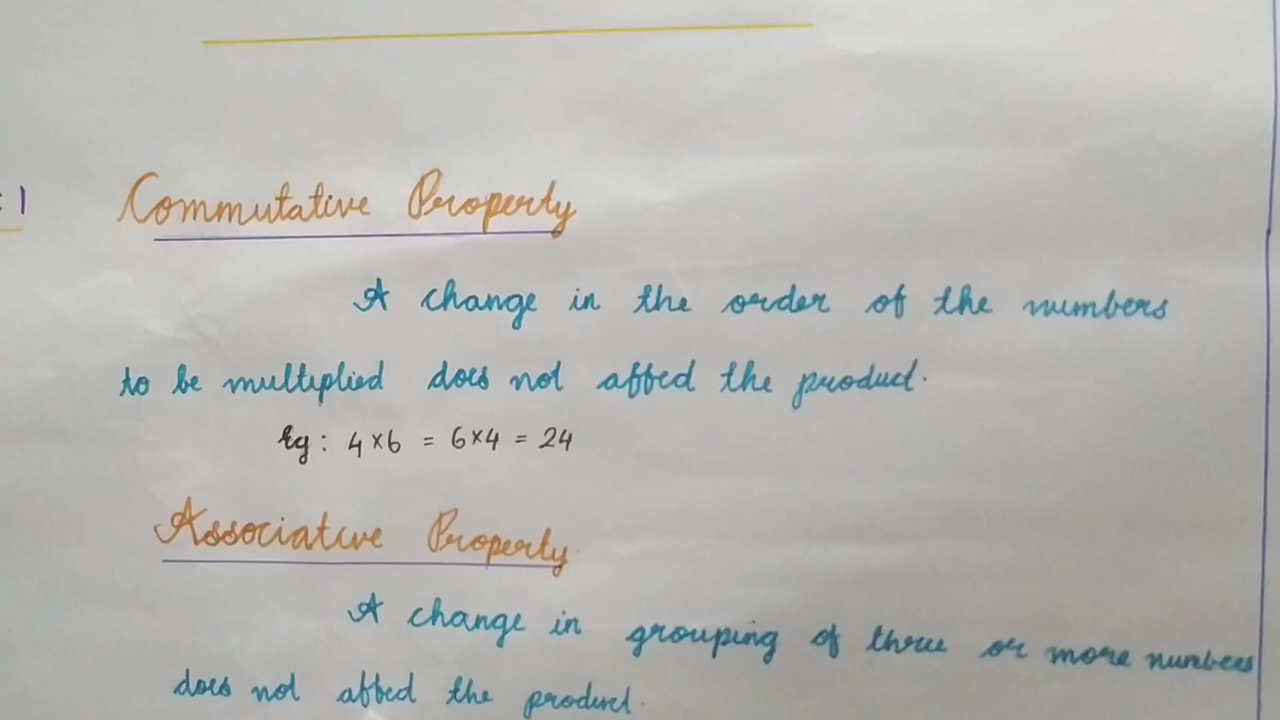 : 1
Commutative Property
A change in the order of the numbers
to be multiplied does not affect the product.
Eg: 4×6 = 6×4 = 24
Associative Property
A change in grouping of three or more numbers
does not affect the product.